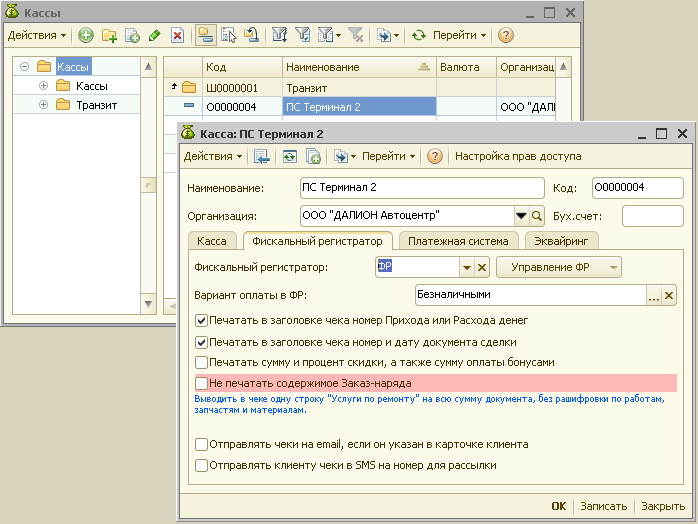 Кассы
Действия
Перейти
Кассы
Кассы
Транзит
Код Наименование Валюта Организац
Ш0000001 Транзит
О0000004 ПС Терминал 2 ООО "ДАЛИ
Касса: ПС Терминал 2
Действия Перейти Настройка прав доступа
Наименование: ПС Терминал 2 Код: О0000004
Организация: ООО "ДАЛИОН Автоцентр" Бух.счет:
Касса Фискальный регистратор Платежная система Эквайринг
Фискальный регистратор: ФР Управление ФР
Вариант оплаты в ФР: Безналичными
Печатать в заголовке чека номер Прихода или Расхода денег
Печатать в заголовке чека номер и дату документа сделки
Печатать сумму и процент скидки, а также сумму оплаты бонусами
Не печатать содержимое Заказ-наряда
Выводить в чеке одну строку "Услуги по ремонту" на всю сумму документа, без рашифровки по работам,
запчастям и материалам.
Отправлять чеки на email, если он указан в карточке клиента
Отправлять клиенту чеки в SMS на номер для рассылки
OK Записать Закрыть